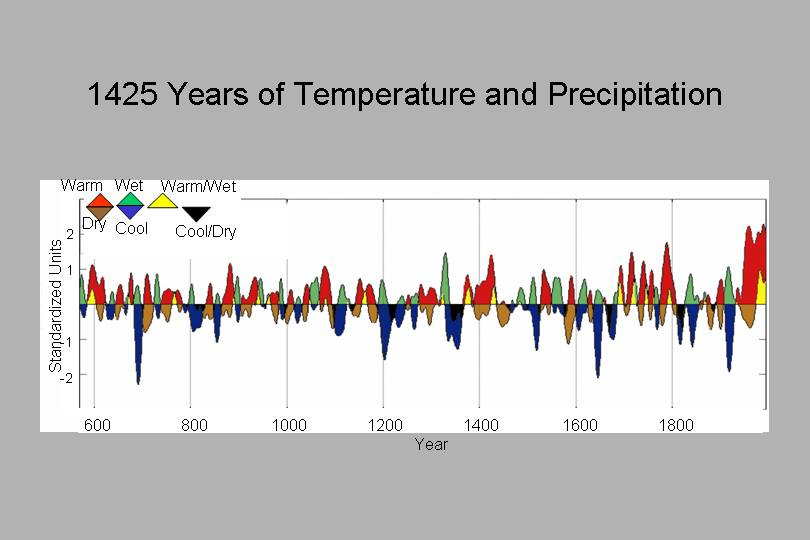 1425 Years of Temperature and Precipitation
Warm Wet Warm/Wet
Dry Cool Cool/Dry
Standardized Units
2
1
-1
-2
600 800 1000 1200 1400 1600 1800
Year